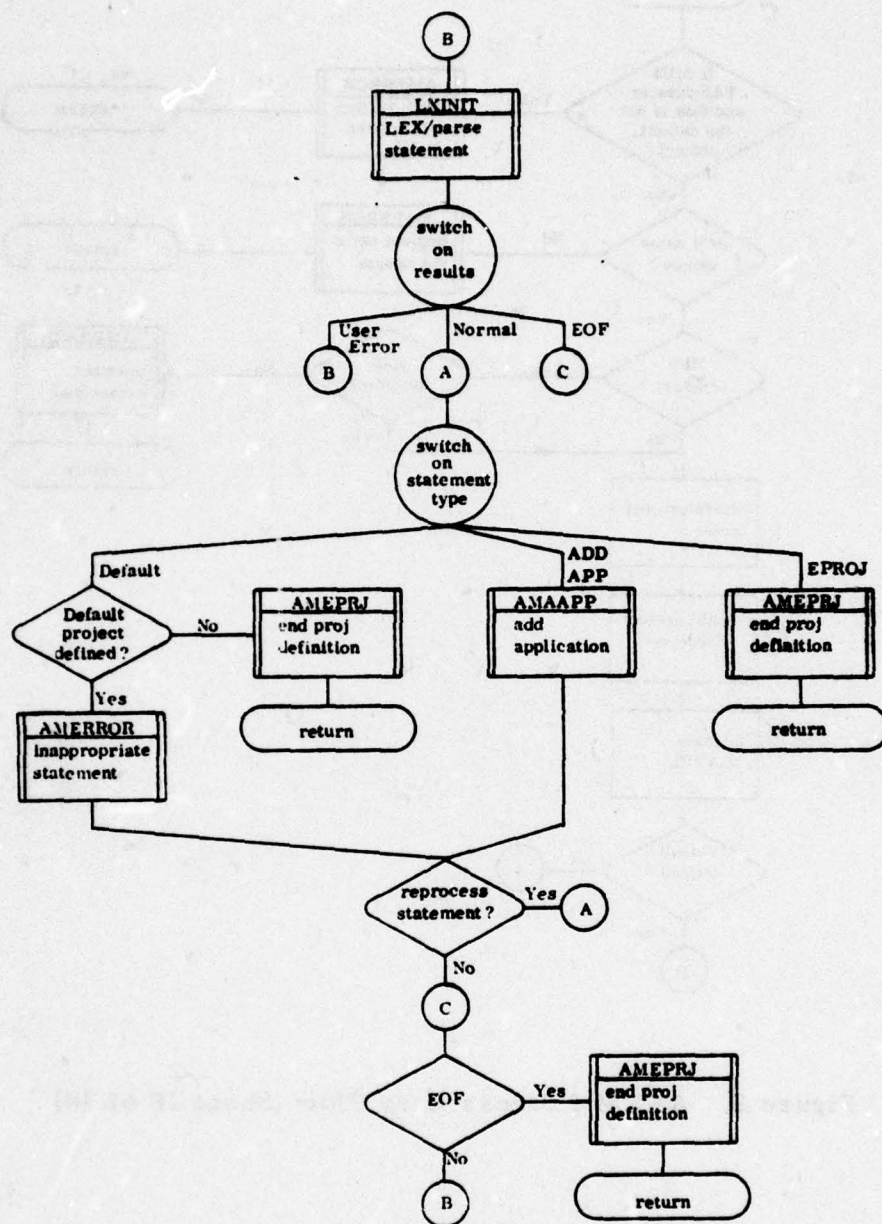 B
LXINIT
LEX/parse
statement
switch
on
results
User
Error
Normal
EOF
B
A
C
switch
on
statement
type
Default
ADD
APP
EPROJ
Default
project
defined?
No
AMEPRJ
end proj
definition
AMAAPP
add
application
AMEPRJ
end proj
definition
Yes
return
return
AMERROR
inappropriate
statement
reprocess
statement?
Yes
A
No
C
EOF
Yes
AMEPRJ
end proj
definition
No
B
return